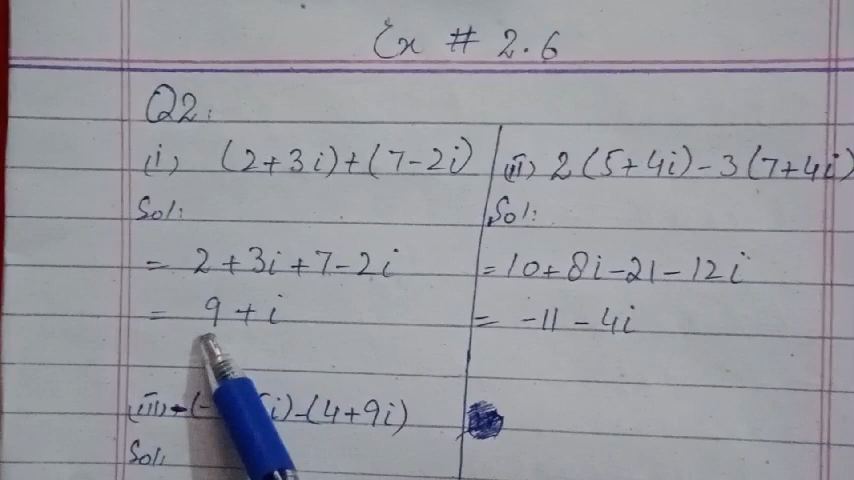 Ex # 2.6
Q2:
(i) (2+3i)+(7-2i)
Sol:
= 2+3i+7-2i
= 9+i
(ii) 2(5+4i)-3(7+4i)
Sol:
= 10+8i-21-12i
= -11-4i
(iii) -(- i)-(4+9i)
Sol: